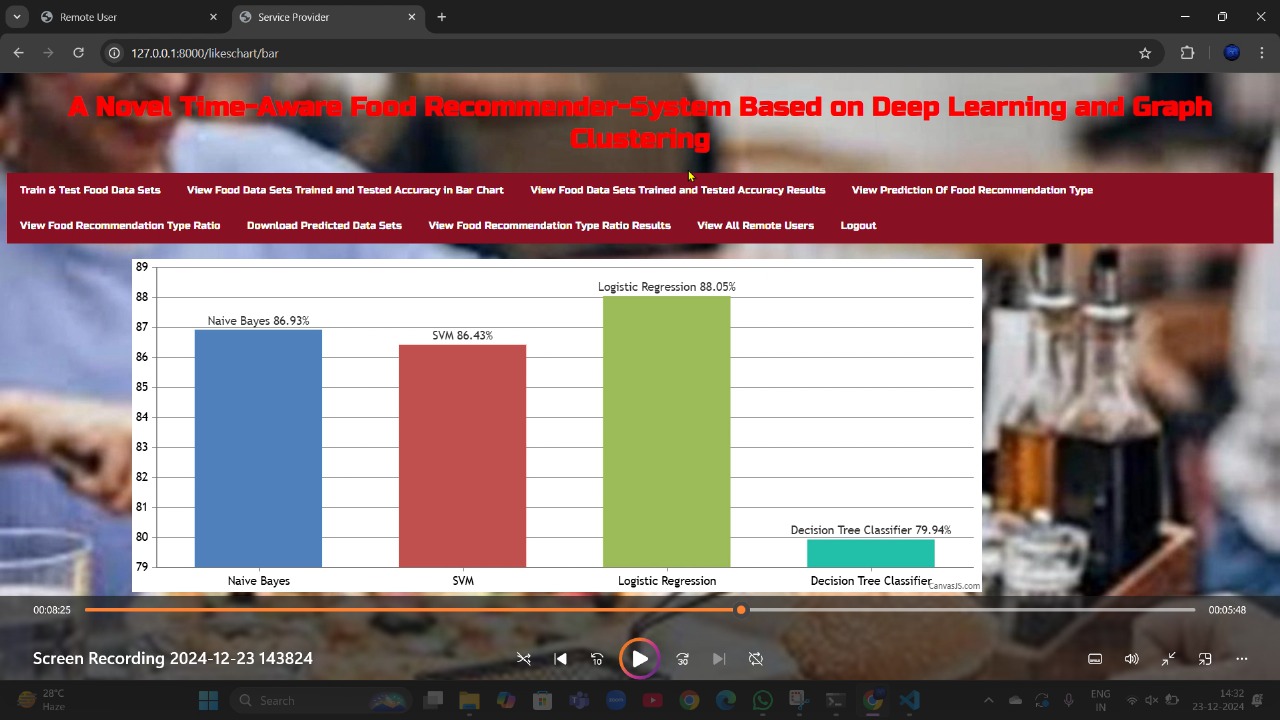 Remote User
Service Provider
127.0.0.1:8000/likeschart/bar
A Novel Time-Aware Food Recommender-System Based on Deep Learning and Graph
Clustering
Train & Test Food Data Sets View Food Data Sets Trained and Tested Accuracy in Bar Chart View Food Data Sets Trained and Tested Accuracy Results View Prediction Of Food Recommendation Type
View Food Recommendation Type Ratio Download Predicted Data Sets View Food Recommendation Type Ratio Results View All Remote Users Logout
89
88
87
86
85
84
83
82
81
80
79
Naive Bayes 86.93%
SVM 86.43%
Logistic Regression 88.05%
Decision Tree Classifier 79.94%
Naive Bayes SVM Logistic Regression Decision Tree Classifier
CanvasJS.com
00:08:25 00:05:48
Screen Recording 2024-12-23 143824
10
30
28°C
Haze
Search
ENG
IN
14:32
23-12-2024